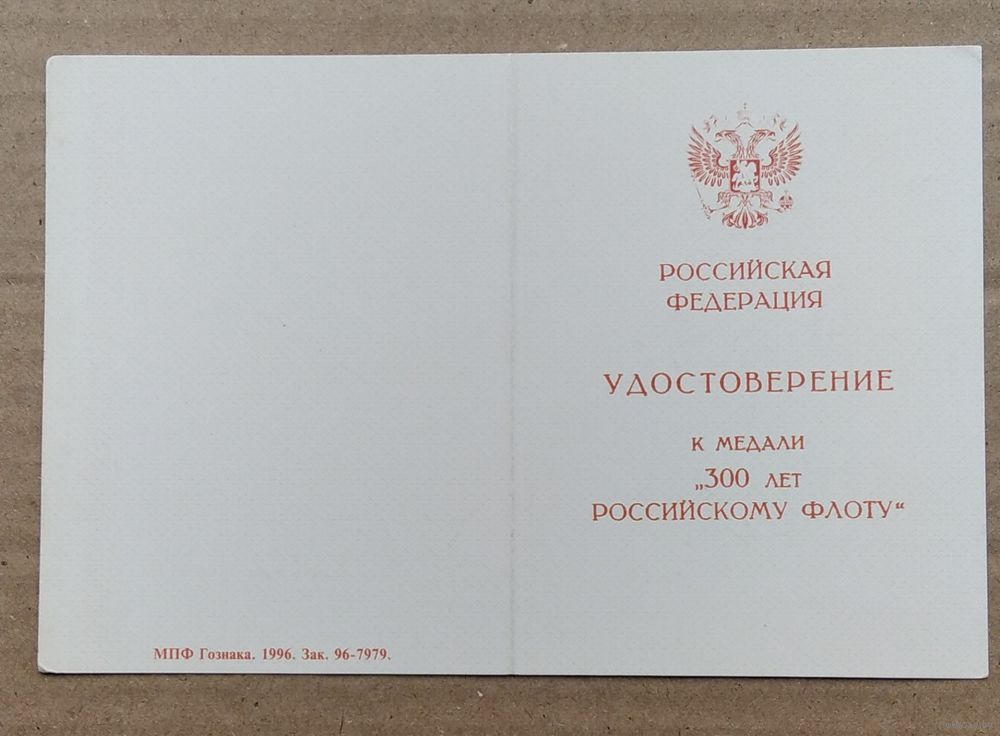 РОССИЙСКАЯ
ФЕДЕРАЦИЯ
УДОСТОВЕРЕНИЕ
К МЕДАЛИ
„300 ЛЕТ
РОССИЙСКОМУ ФЛОТУ“
МПФ Гознака. 1996. Зак. 96-7979.